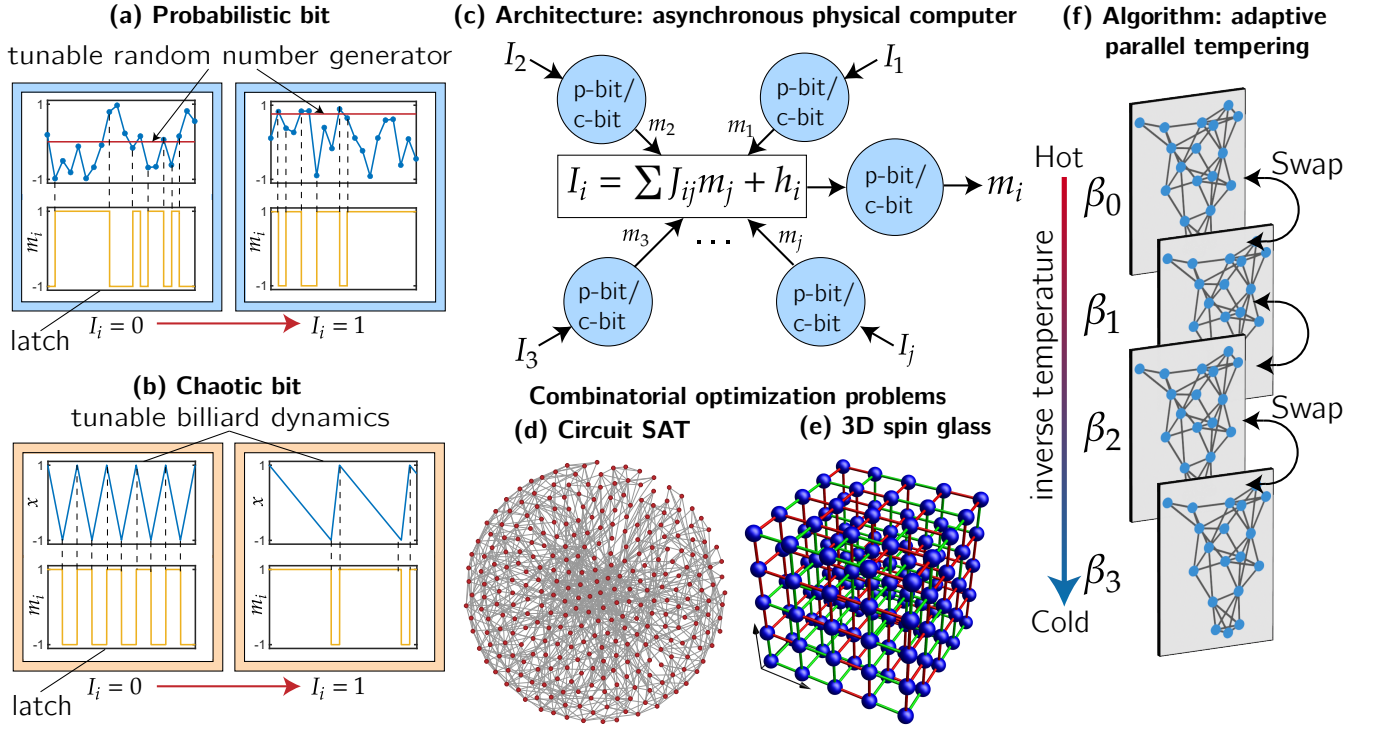 (a) Probabilistic bit
tunable random number generator
1
-1
1
-1
m_i
1
-1
1
-1
m_i
latch
I_i = 0
I_i = 1
(b) Chaotic bit
tunable billiard dynamics
1
-1
x
1
-1
m_i
1
-1
x
1
-1
m_i
latch
I_i = 0
I_i = 1
(c) Architecture: asynchronous physical computer
I_2
p-bit/
c-bit
m_2
I_1
p-bit/
c-bit
m_1
I_i = ∑ J_{ij} m_j + h_i
p-bit/
c-bit
m_i
m_3
...
m_j
p-bit/
c-bit
I_3
p-bit/
c-bit
I_j
Combinatorial optimization problems
(d) Circuit SAT
(e) 3D spin glass
(f) Algorithm: adaptive
parallel tempering
Hot
inverse temperature
Cold
β_0
β_1
β_2
β_3
Swap
Swap